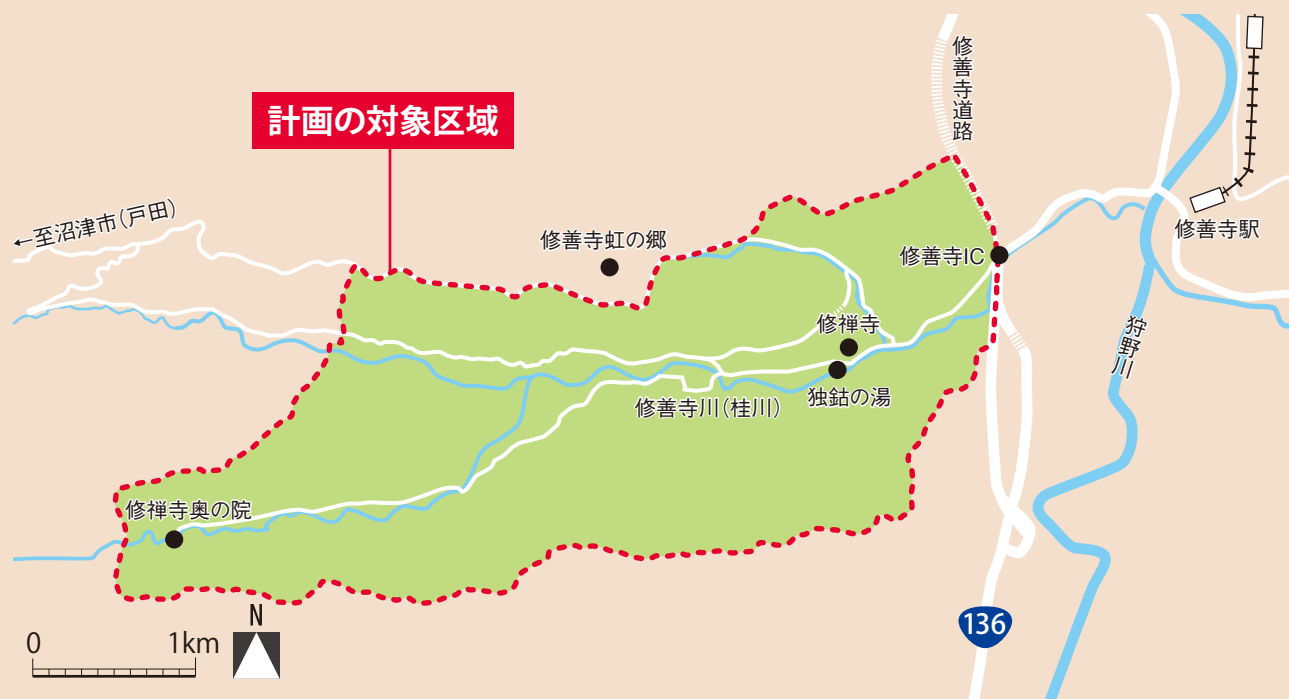 修善寺道路
計画の対象区域
←至沼津市(戸田)
修善寺虹の郷
修善寺IC
修善寺駅
修禅寺
独鈷の湯
修善寺川(桂川)
狩野川
修禅寺奥の院
136
N
0 1km